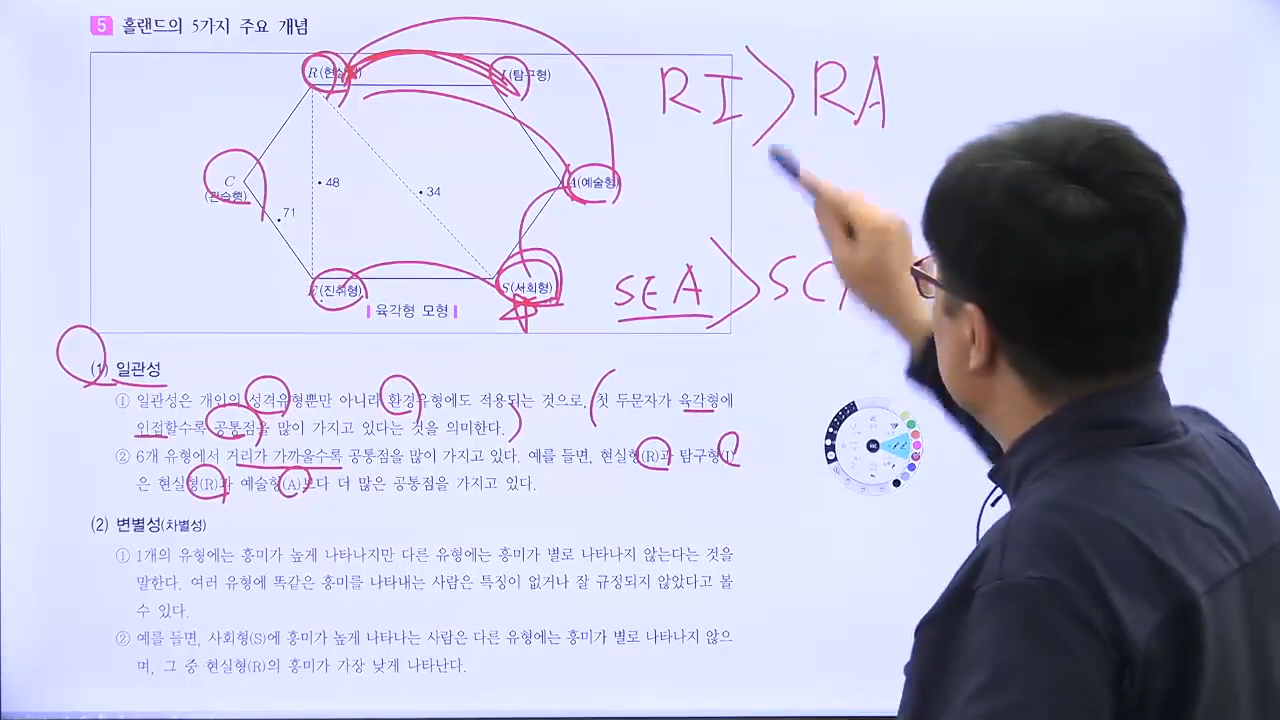 5 홀랜드의 5가지 주요 개념
R(현실형) I(탐구형)
RI > RA
C
(관습형)
48
34
A(예술형)
71
E(진취형) S(서회형)
SEA > SC
육각형 모형
(1) 일관성
① 일관성은 개인의 성격유형뿐만 아니라 환경유형에도 적용되는 것으로, 첫 두문자가 육각형에
인접할수록 공통점을 많이 가지고 있다는 것을 의미한다.
② 6개 유형에서 거리가 가까울수록 공통점을 많이 가지고 있다. 예를 들면, 현실형(R)과 탐구형(I)
은 현실형(R)과 예술형(A)보다 더 많은 공통점을 가지고 있다.
(2) 변별성(차별성)
① 1개의 유형에는 흥미가 높게 나타나지만 다른 유형에는 흥미가 별로 나타나지 않는다는 것을
말한다. 여러 유형에 똑같은 흥미를 나타내는 사람은 특징이 없거나 잘 규정되지 않았다고 볼
수 있다.
② 예를 들면, 사회형(S)에 흥미가 높게 나타나는 사람은 다른 유형에는 흥미가 별로 나타나지 않으
며, 그 중 현실형(R)의 흥미가 가장 낮게 나타난다.